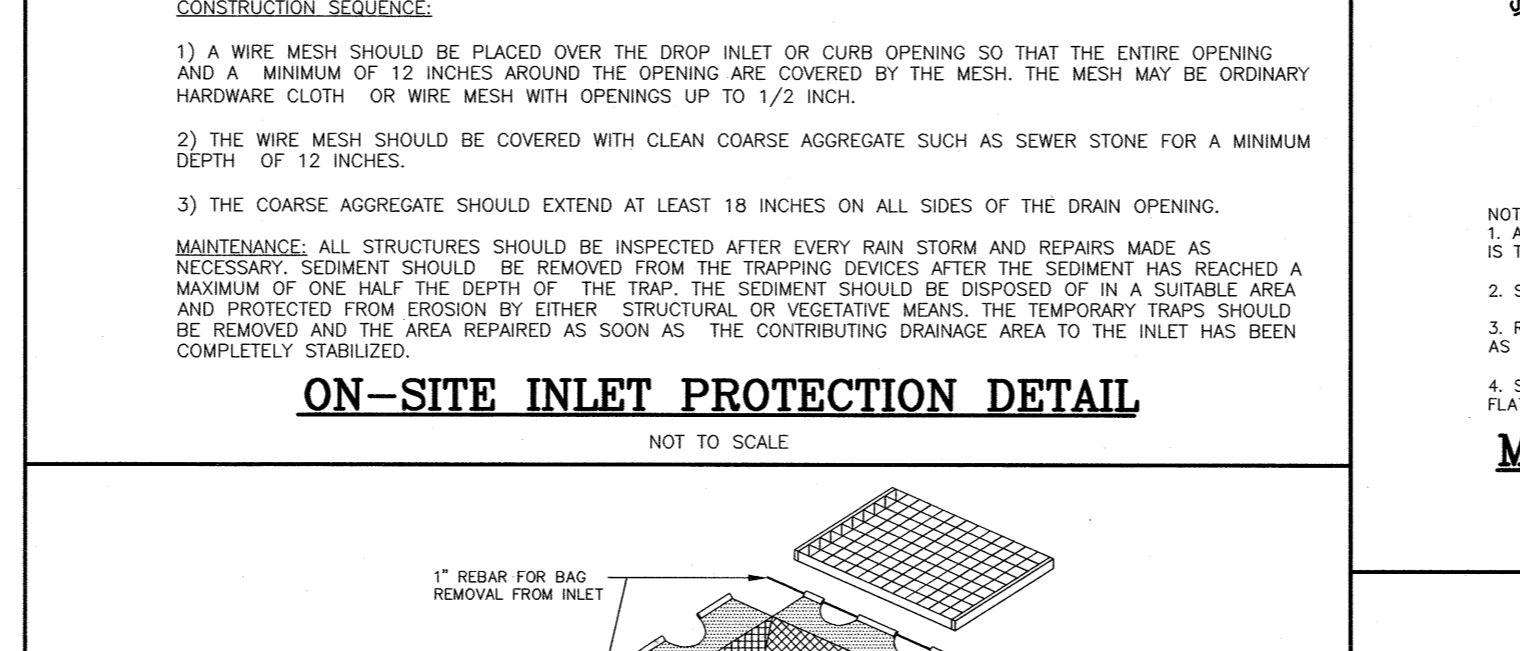 CONSTRUCTION SEQUENCE:
1) A WIRE MESH SHOULD BE PLACED OVER THE DROP INLET OR CURB OPENING SO THAT THE ENTIRE OPENING
AND A MINIMUM OF 12 INCHES AROUND THE OPENING ARE COVERED BY THE MESH. THE MESH MAY BE ORDINARY
HARDWARE CLOTH OR WIRE MESH WITH OPENINGS UP TO 1/2 INCH.
2) THE WIRE MESH SHOULD BE COVERED WITH CLEAN COARSE AGGREGATE SUCH AS SEWER STONE FOR A MINIMUM
DEPTH OF 12 INCHES.
3) THE COARSE AGGREGATE SHOULD EXTEND AT LEAST 18 INCHES ON ALL SIDES OF THE DRAIN OPENING.
MAINTENANCE: ALL STRUCTURES SHOULD BE INSPECTED AFTER EVERY RAIN STORM AND REPAIRS MADE AS
NECESSARY. SEDIMENT SHOULD BE REMOVED FROM THE TRAPPING DEVICES AFTER THE SEDIMENT HAS REACHED A
MAXIMUM OF ONE HALF THE DEPTH OF THE TRAP. THE SEDIMENT SHOULD BE DISPOSED OF IN A SUITABLE AREA
AND PROTECTED FROM EROSION BY EITHER STRUCTURAL OR VEGETATIVE MEANS. THE TEMPORARY TRAPS SHOULD
BE REMOVED AND THE AREA REPAIRED AS SOON AS THE CONTRIBUTING DRAINAGE AREA TO THE INLET HAS BEEN
COMPLETELY STABILIZED.
ON-SITE INLET PROTECTION DETAIL
NOT TO SCALE
1" REBAR FOR BAG
REMOVAL FROM INLET
NOT
1. A
IS T
2. S
3. R
AS
4. S
FLA
M